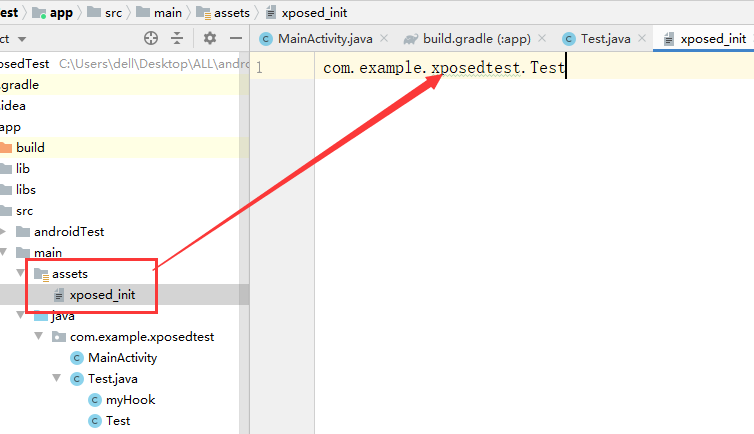 est app src main assets xposed_init
ct
MainActivity.java build.gradle (:app) Test.java xposed_init
osedTest C:\Users\dell\Desktop\ALL\andro
.gradle
.idea
app
build
lib
libs
src
androidTest
main
assets
xposed_init
java
com.example.xposedtest
MainActivity
Test.java
myHook
Test
1 com.example.xposedtest.Test